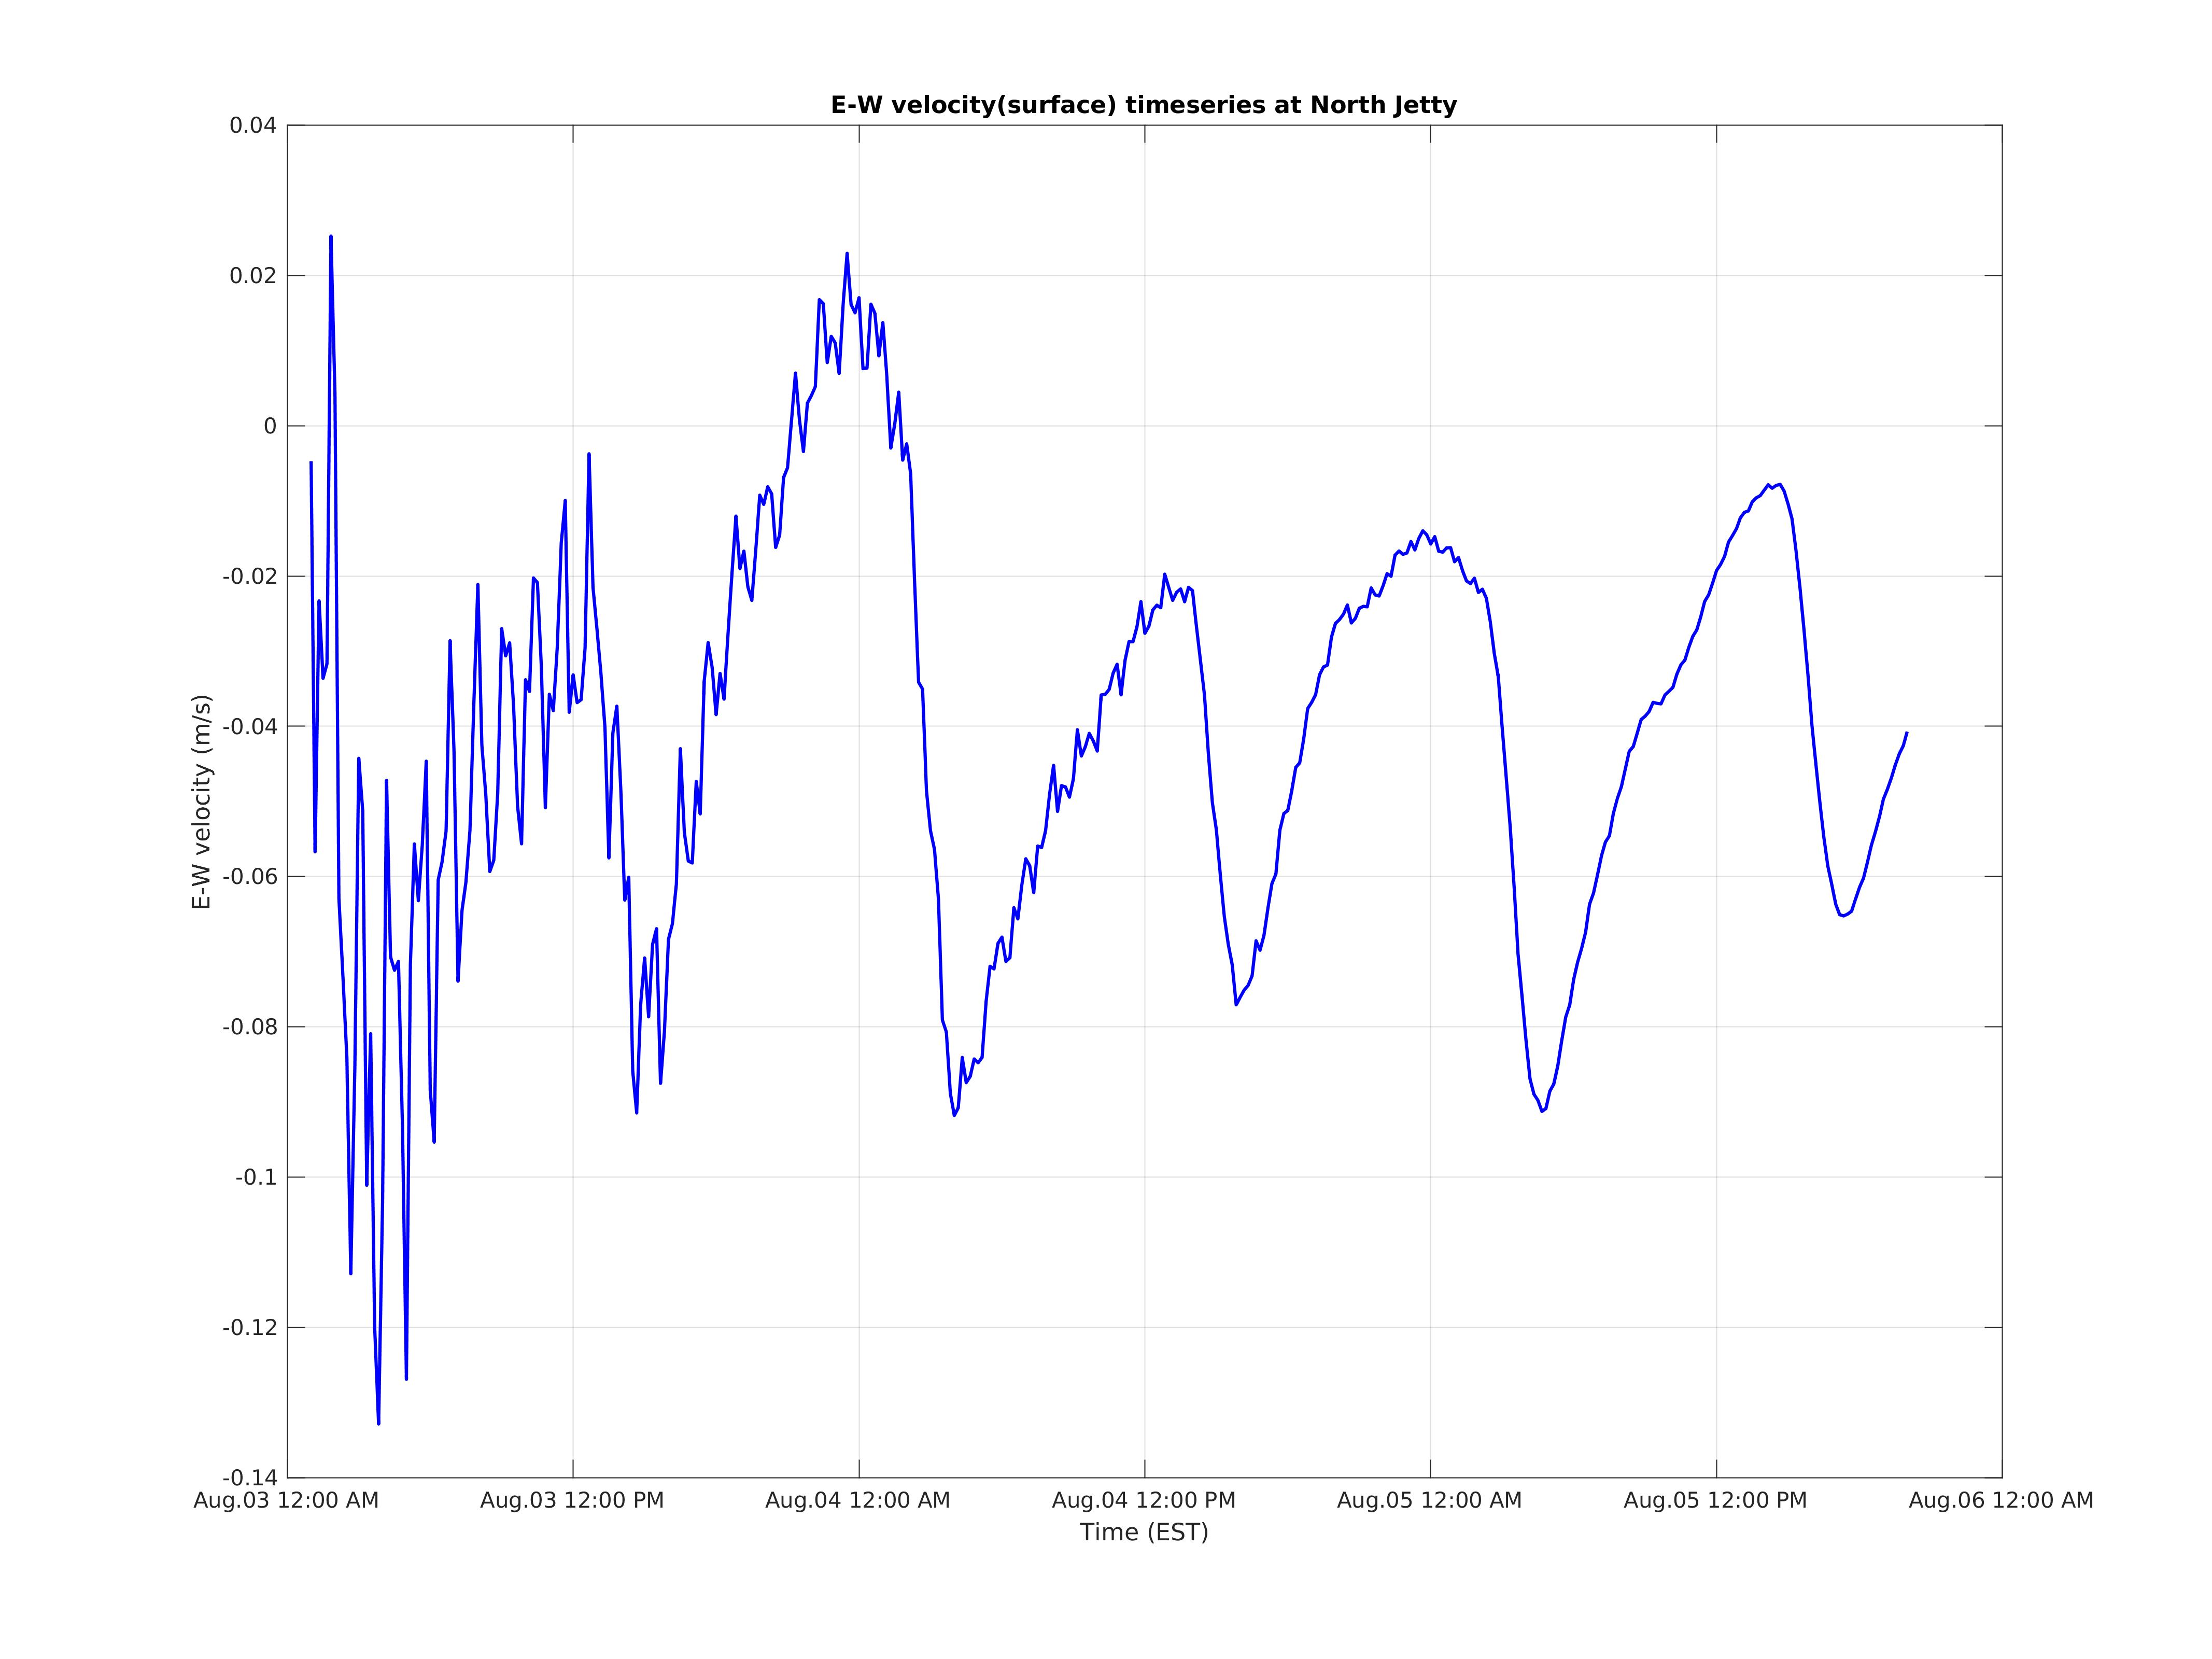 E-W velocity(surface) timeseries at North Jetty
0.04
0.02
0
-0.02
-0.04
-0.06
-0.08
-0.1
-0.12
-0.14
E-W velocity (m/s)
Aug.03 12:00 AM
Aug.03 12:00 PM
Aug.04 12:00 AM
Aug.04 12:00 PM
Aug.05 12:00 AM
Aug.05 12:00 PM
Aug.06 12:00 AM
Time (EST)